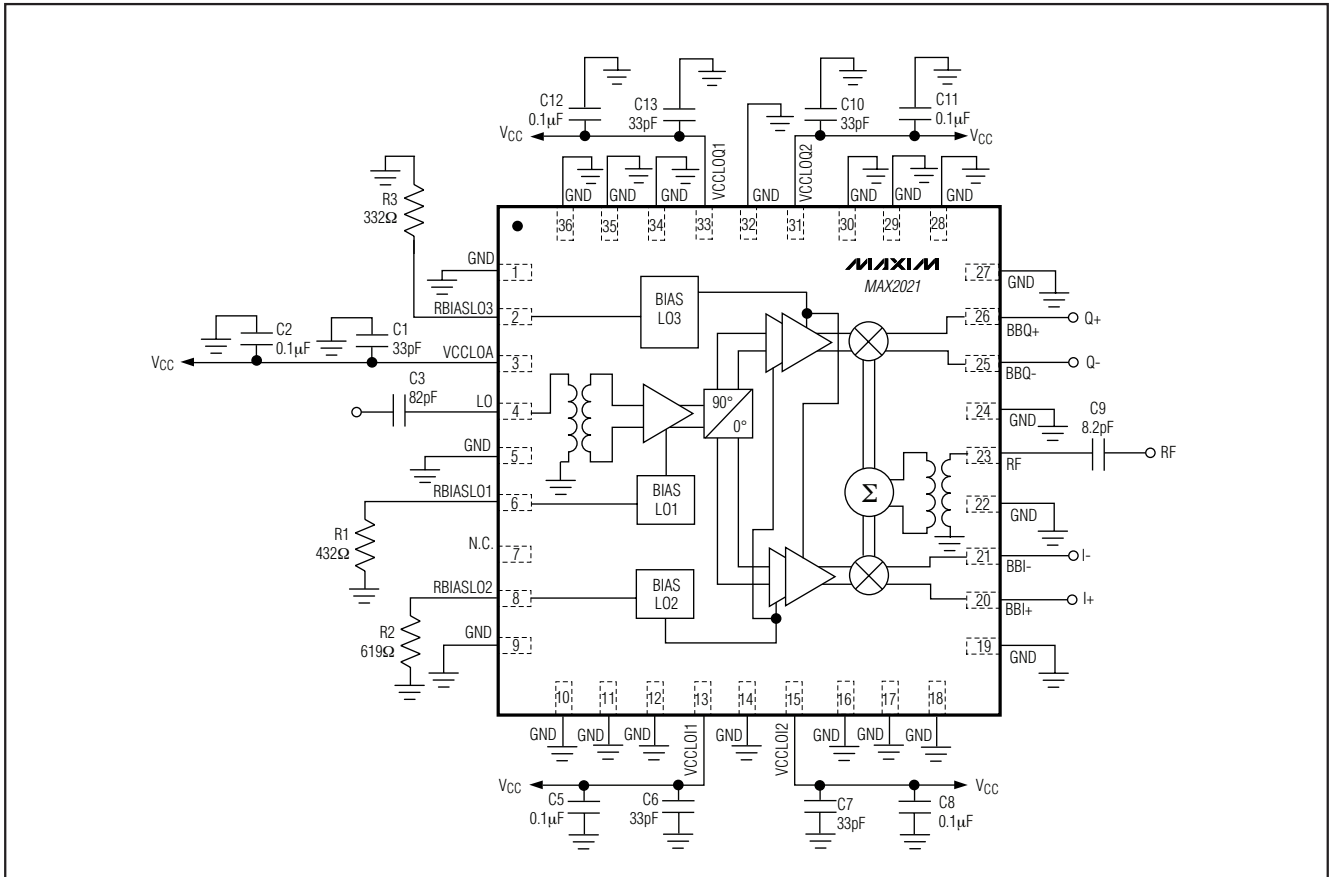 C12
0.1µF
C13
33pF
C10
33pF
C11
0.1µF
VCC
VCC
VCCLOQ1
VCCLOQ2
GND
GND
GND
GND
GND
GND
GND
36
35
34
33
32
31
30
29
28
R3
332Ω
MAXIM
MAX2021
GND
1
RBIASLO3
2
BIAS
LO3
C2
0.1µF
C1
33pF
VCC
VCCLOA
3
C3
82pF
LO
4
90°
0°
GND
5
RBIASLO1
6
BIAS
LO1
R1
432Ω
N.C.
7
RBIASLO2
8
BIAS
LO2
R2
619Ω
GND
9
Σ
27
GND
26
BBQ+
Q+
25
BBQ-
Q-
24
GND
C9
8.2pF
23
RF
RF
22
GND
21
BBI-
I-
20
BBI+
I+
19
GND
10
11
12
13
14
15
16
17
18
GND
GND
GND
VCCLOI1
GND
VCCLOI2
GND
GND
GND
VCC
VCC
C5
0.1µF
C6
33pF
C7
33pF
C8
0.1µF